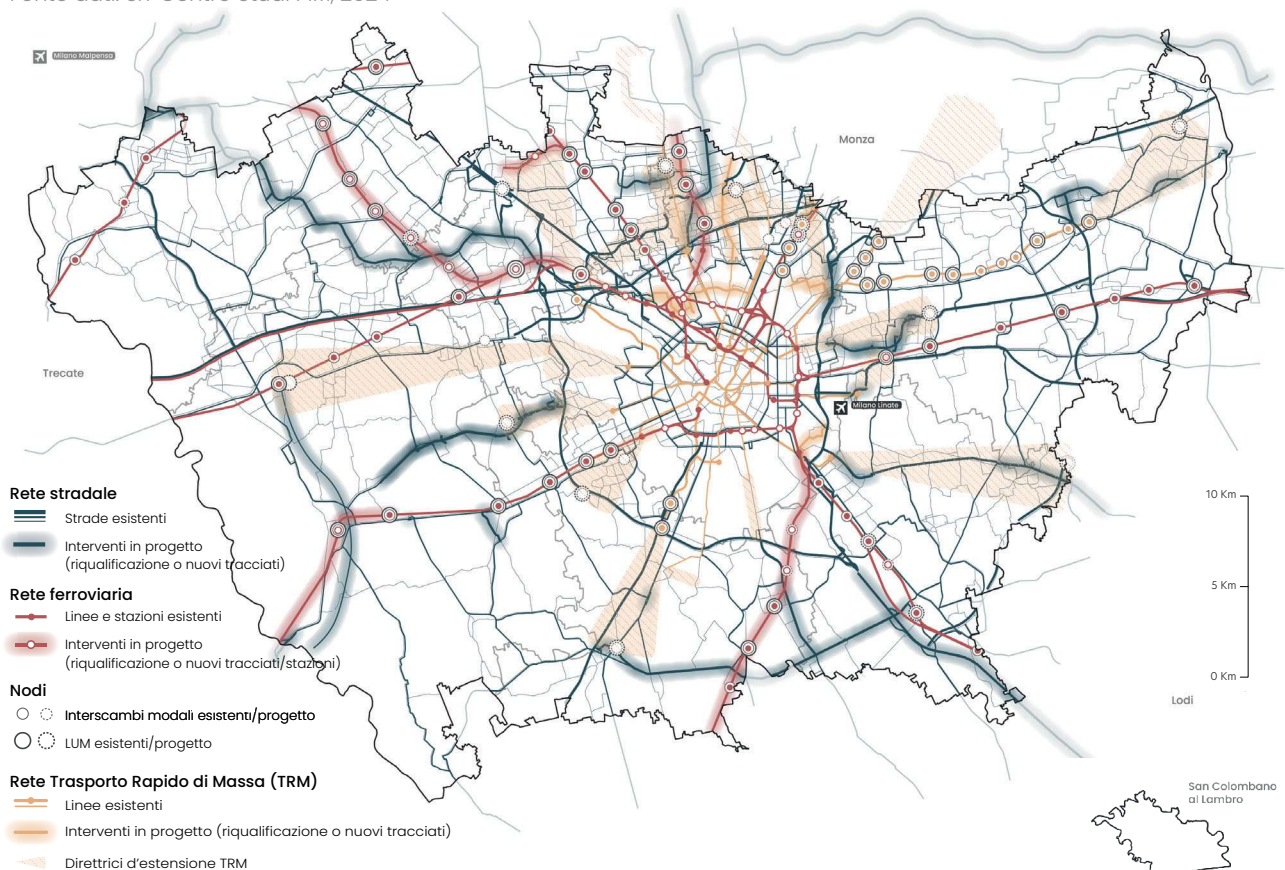 Milano Malpensa
Monza
Trecate
Milano Linate
Rete stradale
Strade esistenti
Interventi in progetto
(riqualificazione o nuovi tracciati)
Rete ferroviaria
Linee e stazioni esistenti
Interventi in progetto
(riqualificazione o nuovi tracciati/stazioni)
Nodi
Interscambi modali esistenti/progetto
LUM esistenti/progetto
Rete Trasporto Rapido di Massa (TRM)
Linee esistenti
Interventi in progetto (riqualificazione o nuovi tracciati)
Direttrici d'estensione TRM
10 Km
5 Km
0 Km
Lodi
San Colombano
al Lambro